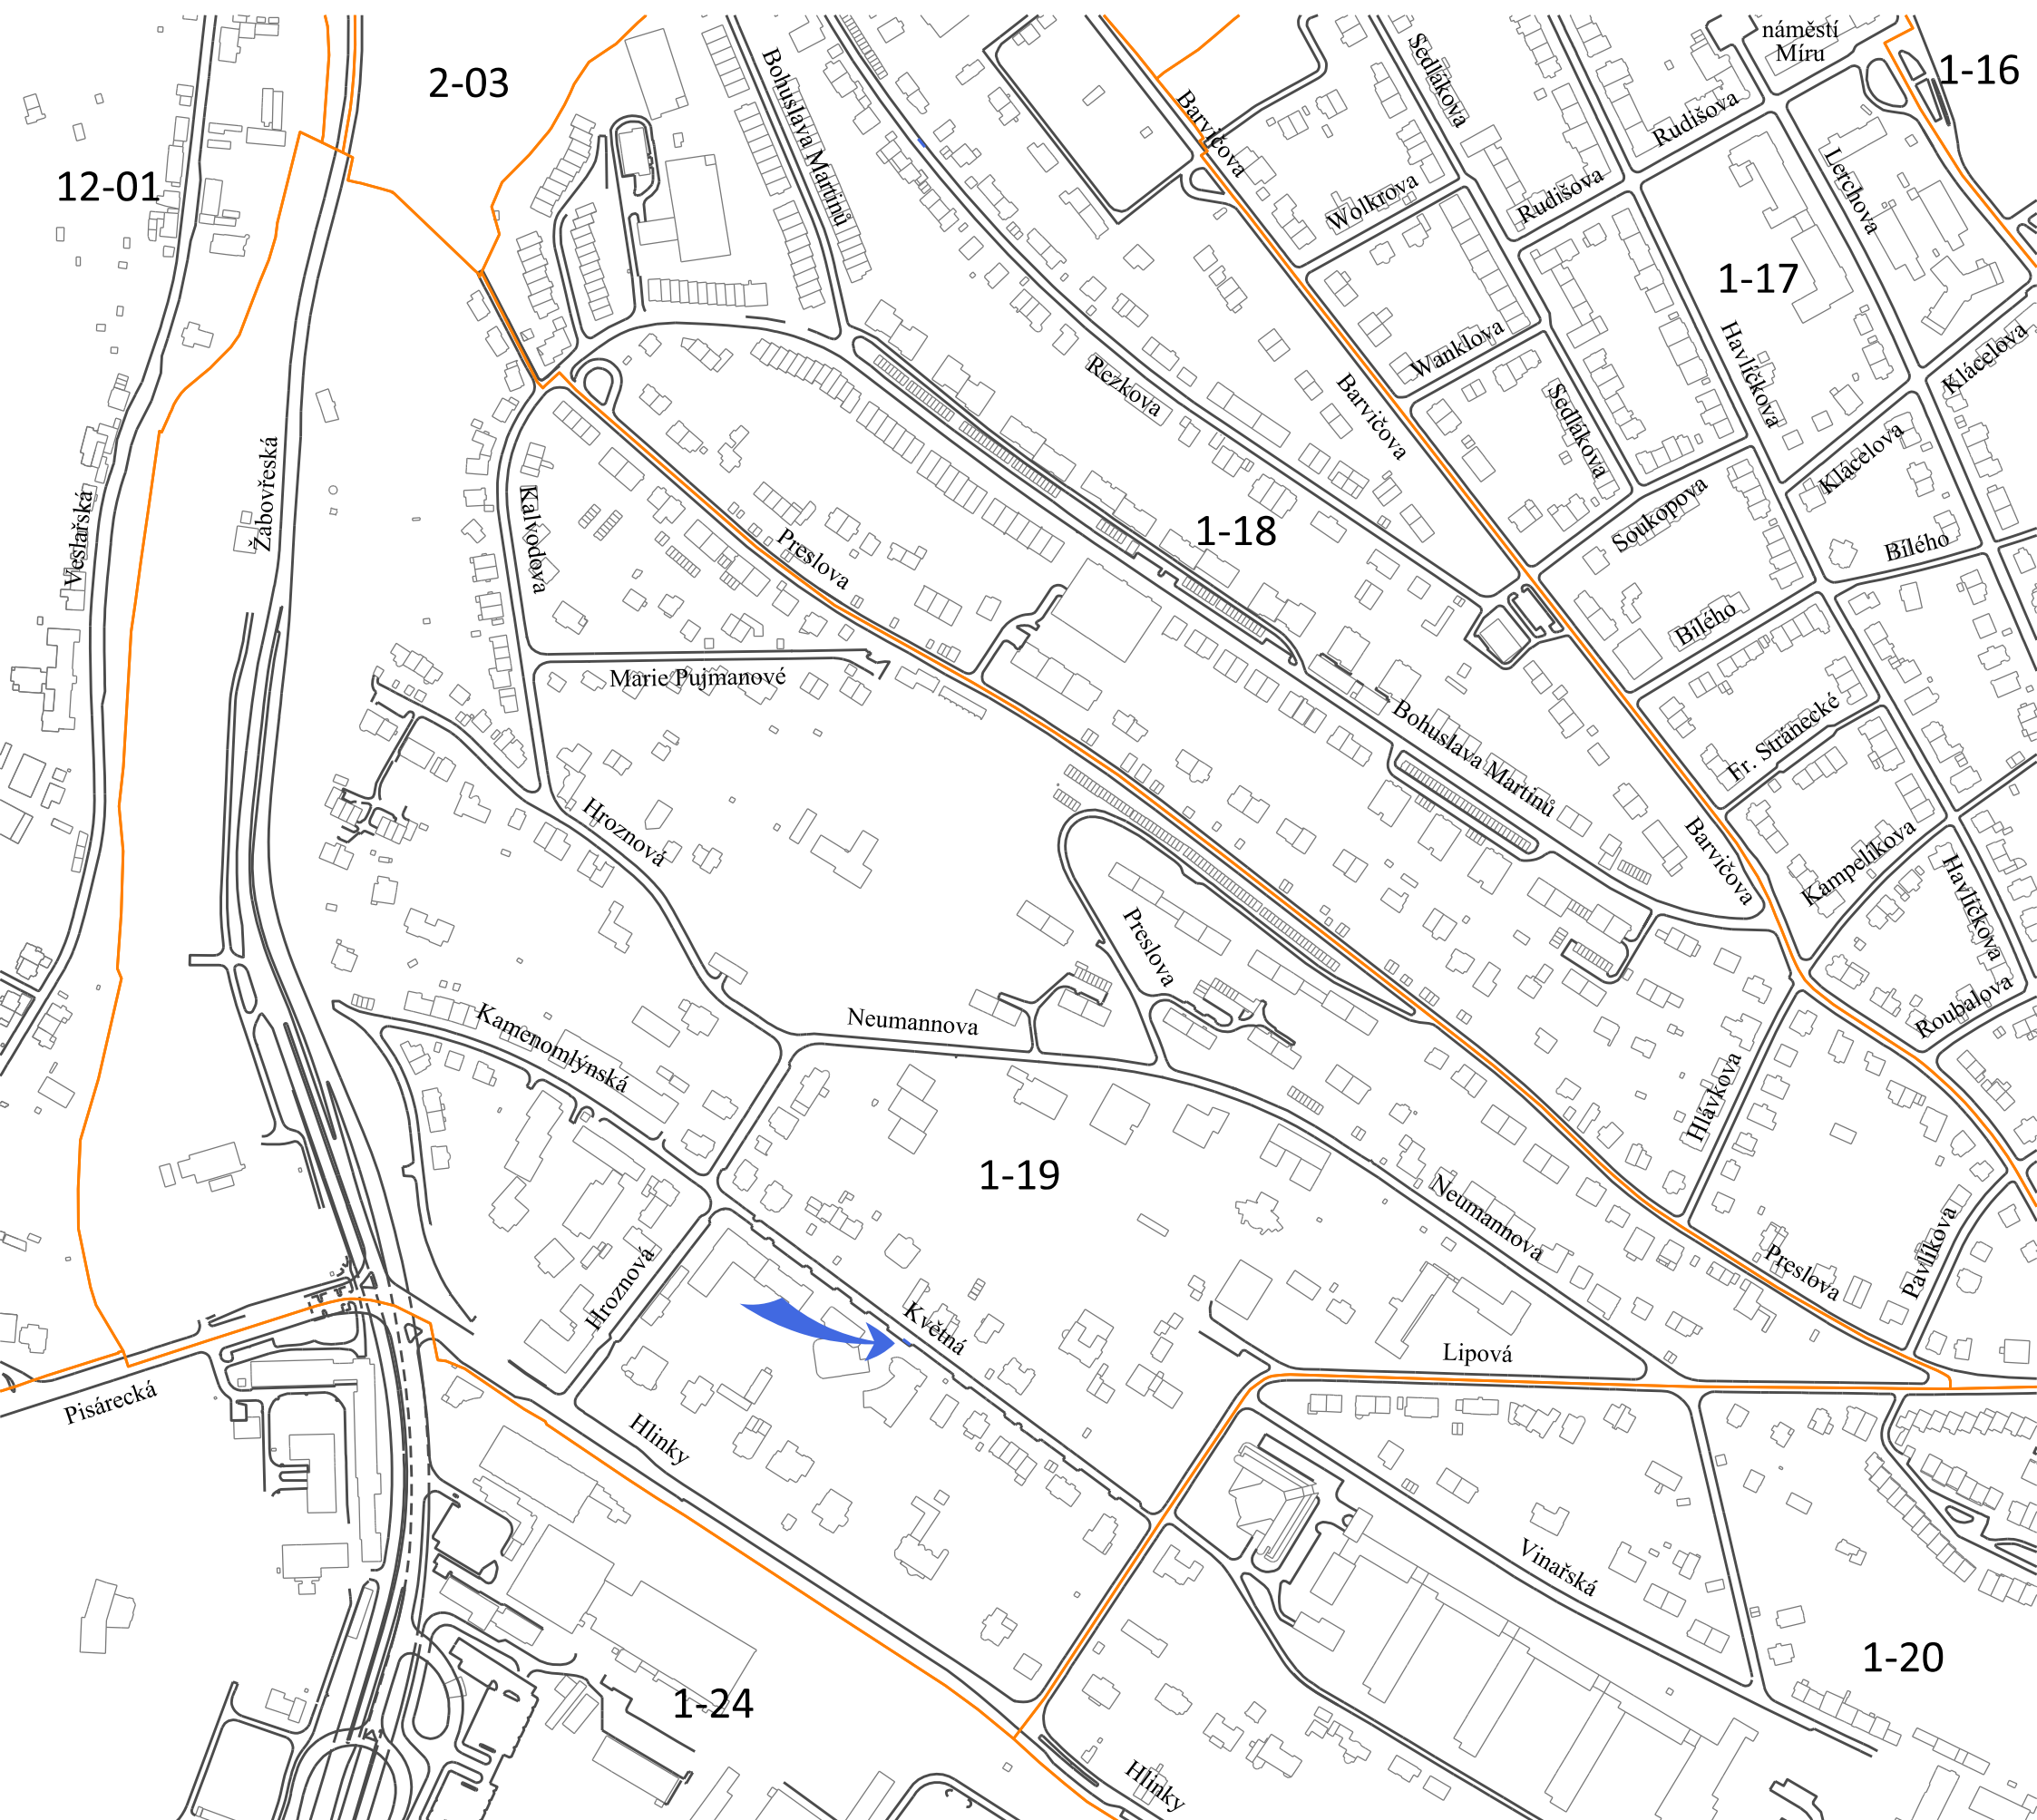 náměstí
Míru
2-03
1-16
Bohuslava Martinů
Sedlákova
Barvičova
Rudišova
12-01
Wolkrova
Rudišova
Lerchova
1-17
Wanklova
Havlíčkova
Klácelova
Rezkova
Barvičova
Sedlákova
Klácelova
Žabovřeská
Veslařská
Kalvodova
Preslova
1-18
Soukopova
Bílého
Bílého
Marie Pujmanové
Bohuslava Martinů
Fr. Stránecké
Hroznová
Barvičova
Kampelíkova
Havlíčkova
Preslova
Roubalova
Neumannova
Kamenomlýnská
Hlávkova
1-19
Neumannova
Hroznová
Květná
Preslova
Pavlíkova
Lipová
Pisárecká
Hlinky
Vinařská
1-20
1-24
Hlinky